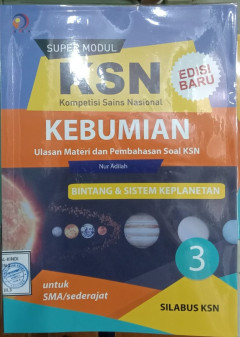 SUPER MODUL
KSN
Kompetisi Sains Nasional
EDISI
BARU
KEBUMIAN
Ulasan Materi dan Pembahasan Soal KSN
Nur Adilah
BINTANG & SISTEM KEPLANETAN
3
untuk
SMA/sederajat
SILABUS KSN